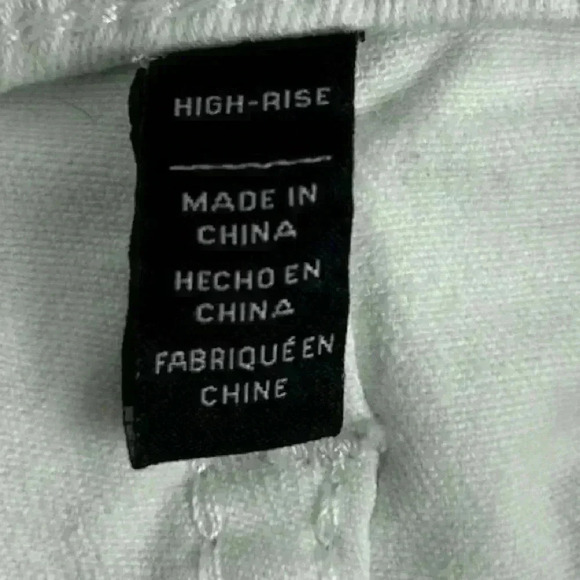 HIGH-RISE
MADE IN
CHINA
HECHO EN
CHINA
FABRIQUÉ EN
CHINE